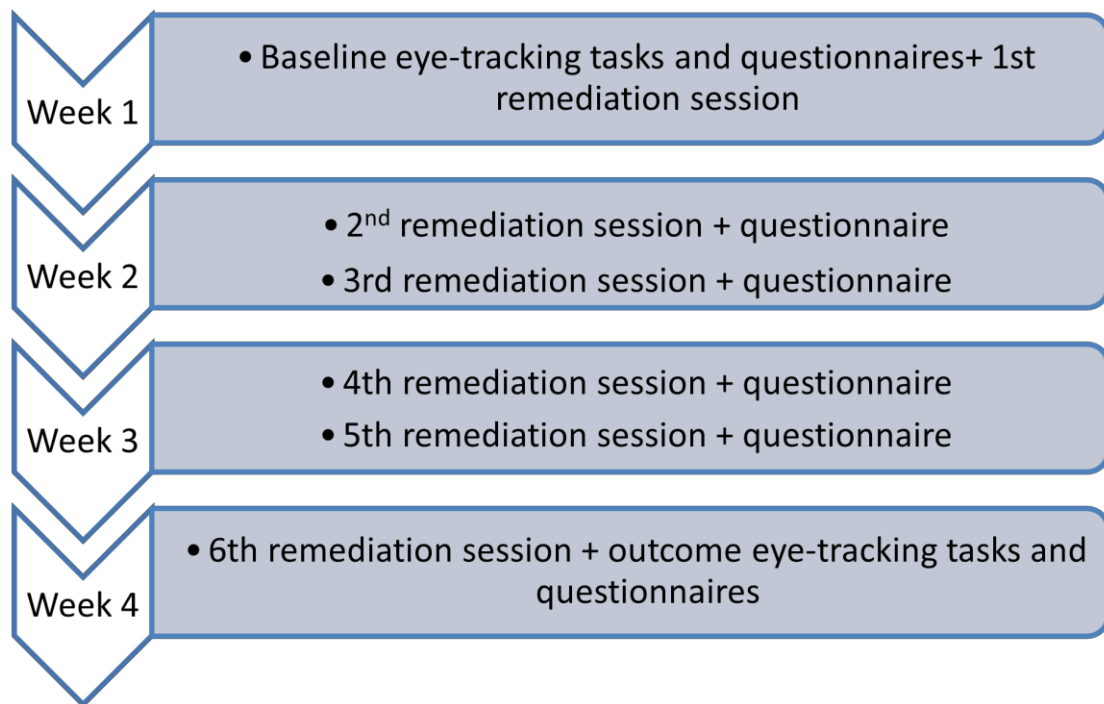 Week 1
• Baseline eye-tracking tasks and questionnaires+ 1st
remediation session
Week 2
• 2nd remediation session + questionnaire
• 3rd remediation session + questionnaire
Week 3
• 4th remediation session + questionnaire
• 5th remediation session + questionnaire
Week 4
• 6th remediation session + outcome eye-tracking tasks and
questionnaires